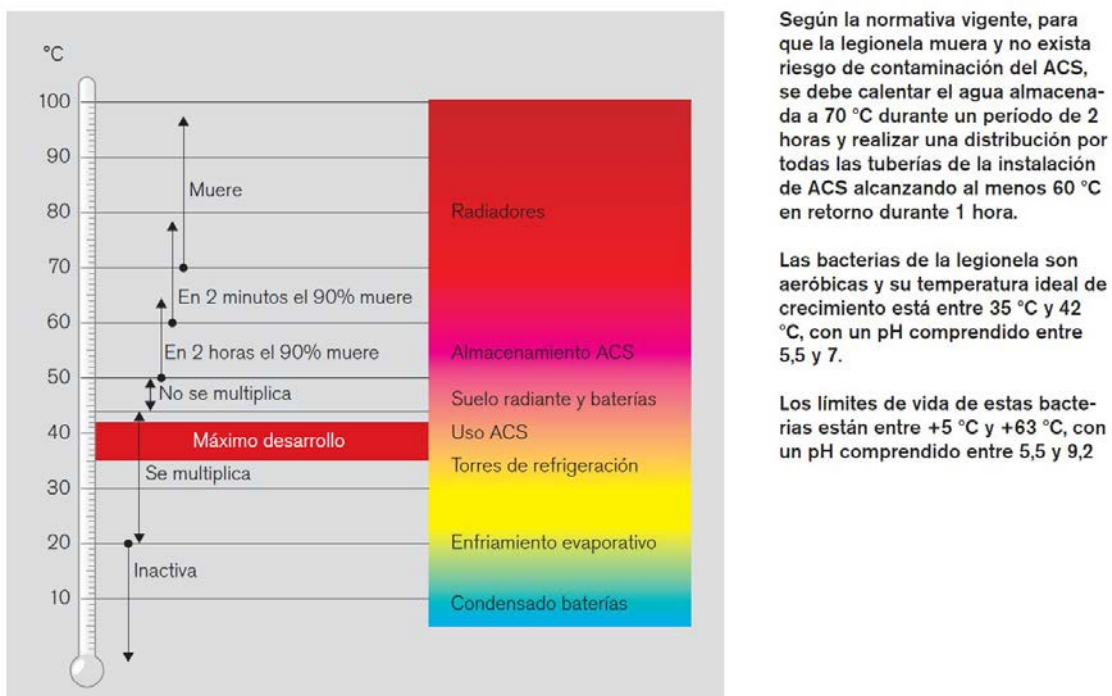 °C
100
90
80
70
60
50
40
30
20
10
Muere
En 2 minutos el 90% muere
En 2 horas el 90% muere
No se multiplica
Máximo desarrollo
Se multiplica
Inactiva
Radiadores
Almacenamiento ACS
Suelo radiante y baterías
Uso ACS
Torres de refrigeración
Enfriamiento evaporativo
Condensado baterías
Según la normativa vigente, para
que la legionela muera y no exista
riesgo de contaminación del ACS,
se debe calentar el agua almacena-
da a 70 °C durante un período de 2
horas y realizar una distribución por
todas las tuberías de la instalación
de ACS alcanzando al menos 60 °C
en retorno durante 1 hora.
Las bacterias de la legionela son
aeróbicas y su temperatura ideal de
crecimiento está entre 35 °C y 42
°C, con un pH comprendido entre
5,5 y 7.
Los límites de vida de estas bacte-
rias están entre +5 °C y +63 °C, con
un pH comprendido entre 5,5 y 9,2